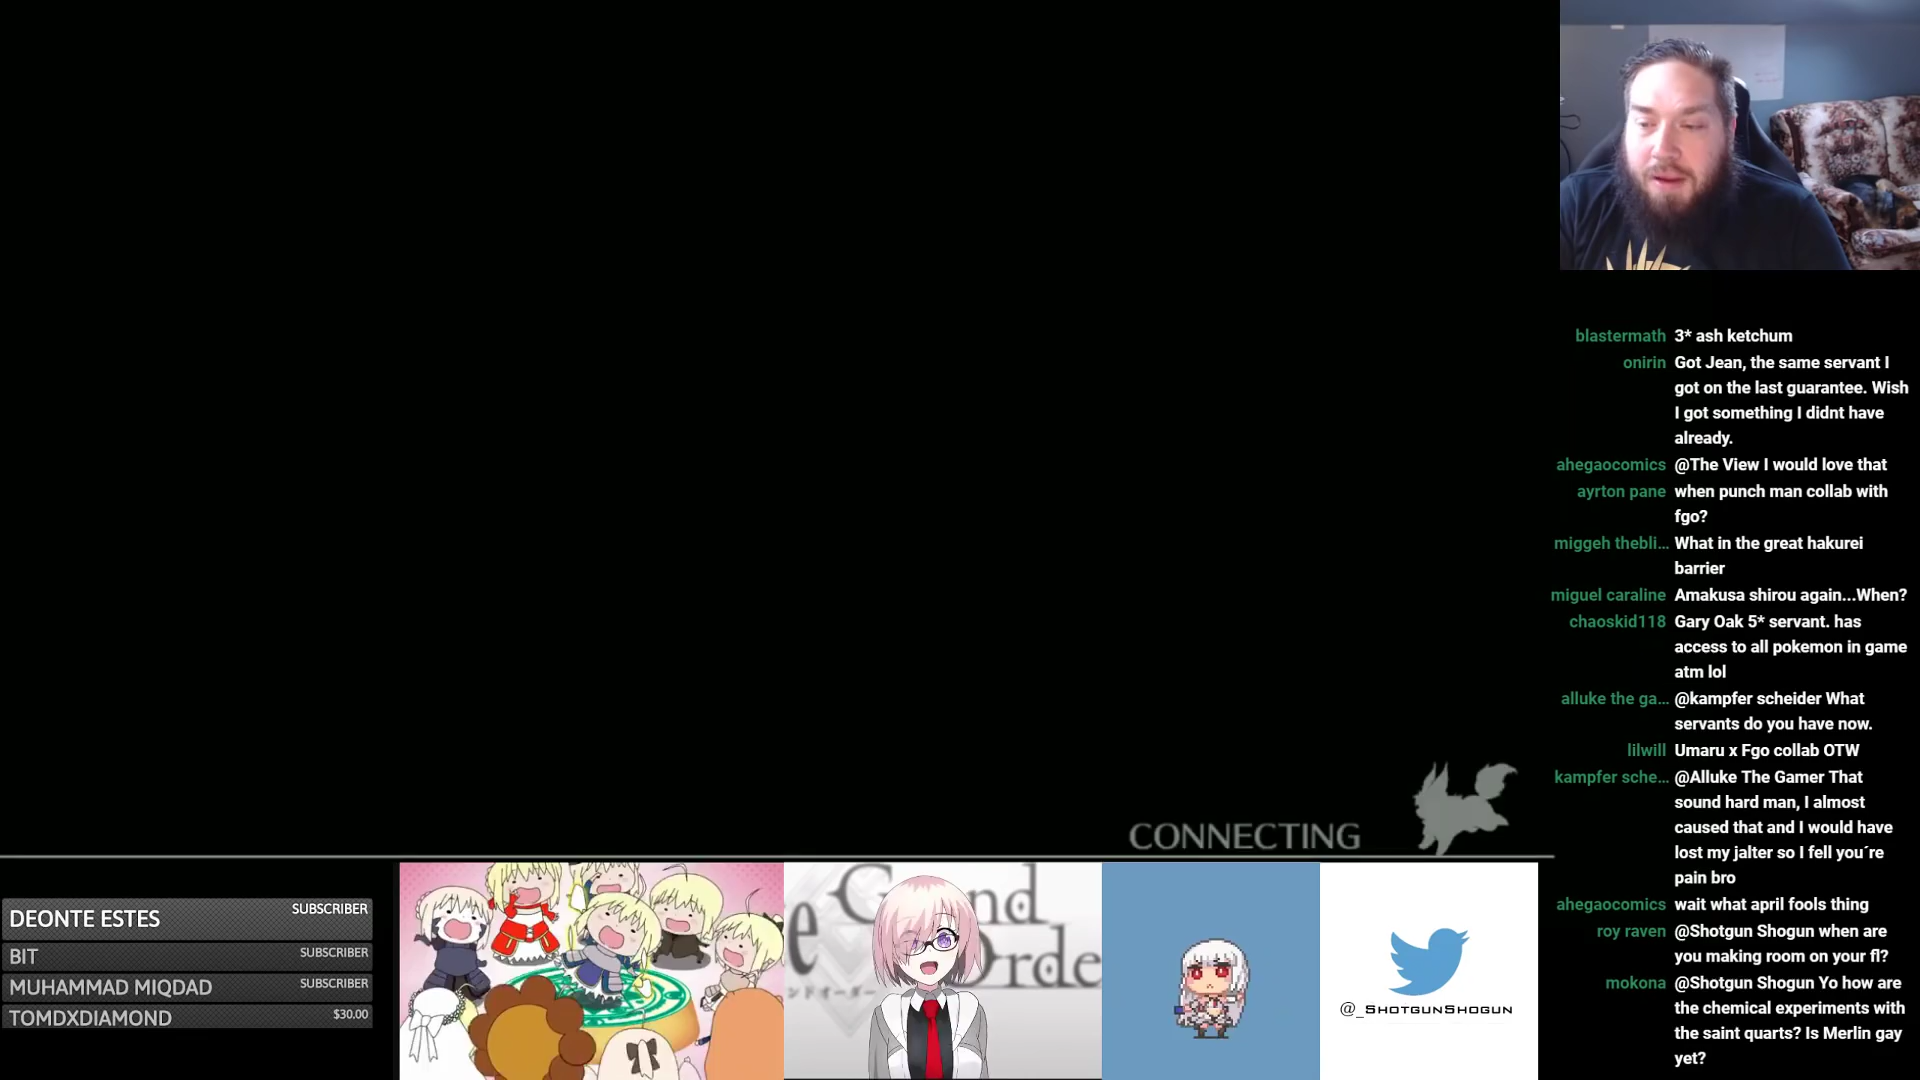 blastermath 3* ash ketchum
onirin Got Jean, the same servant I
got on the last guarantee. Wish
I got something I didnt have
already.
ahegaocomics @The View I would love that
ayrton pane when punch man collab with
fgo?
miggeh thebli... What in the great hakurei
barrier
miguel caraline Amakusa shirou again...When?
chaoskid118 Gary Oak 5* servant. has
access to all pokemon in game
atm lol
alluke the ga... @kampfer scheider What
servants do you have now.
lilwill Umaru x Fgo collab OTW
kampfer sche... @Alluke The Gamer That
sound hard man, I almost
caused that and I would have
lost my jalter so I fell you´re
pain bro
ahegaocomics wait what april fools thing
roy raven @Shotgun Shogun when are
you making room on your fl?
mokona @Shotgun Shogun Yo how are
the chemical experiments with
the saint quarts? Is Merlin gay
yet?
CONNECTING
DEONTE ESTES SUBSCRIBER
BIT SUBSCRIBER
MUHAMMAD MIQDAD SUBSCRIBER
TOMDXDIAMOND $30.00
@_SHOTGUNSHOGUN